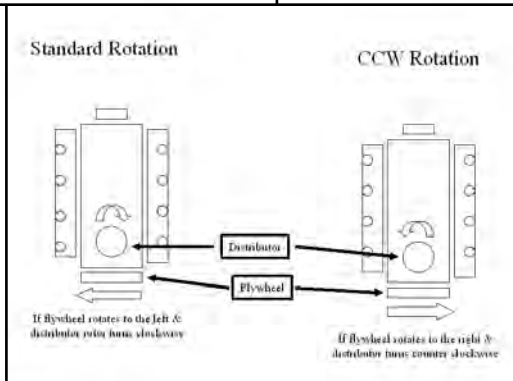 Standard Rotation
CCW Rotation
Distributor
Flywheel
If flywheel rotates to the left &
distributor rotor turns clockwise
If flywheel rotates to the right &
distributor turns counter clockwise